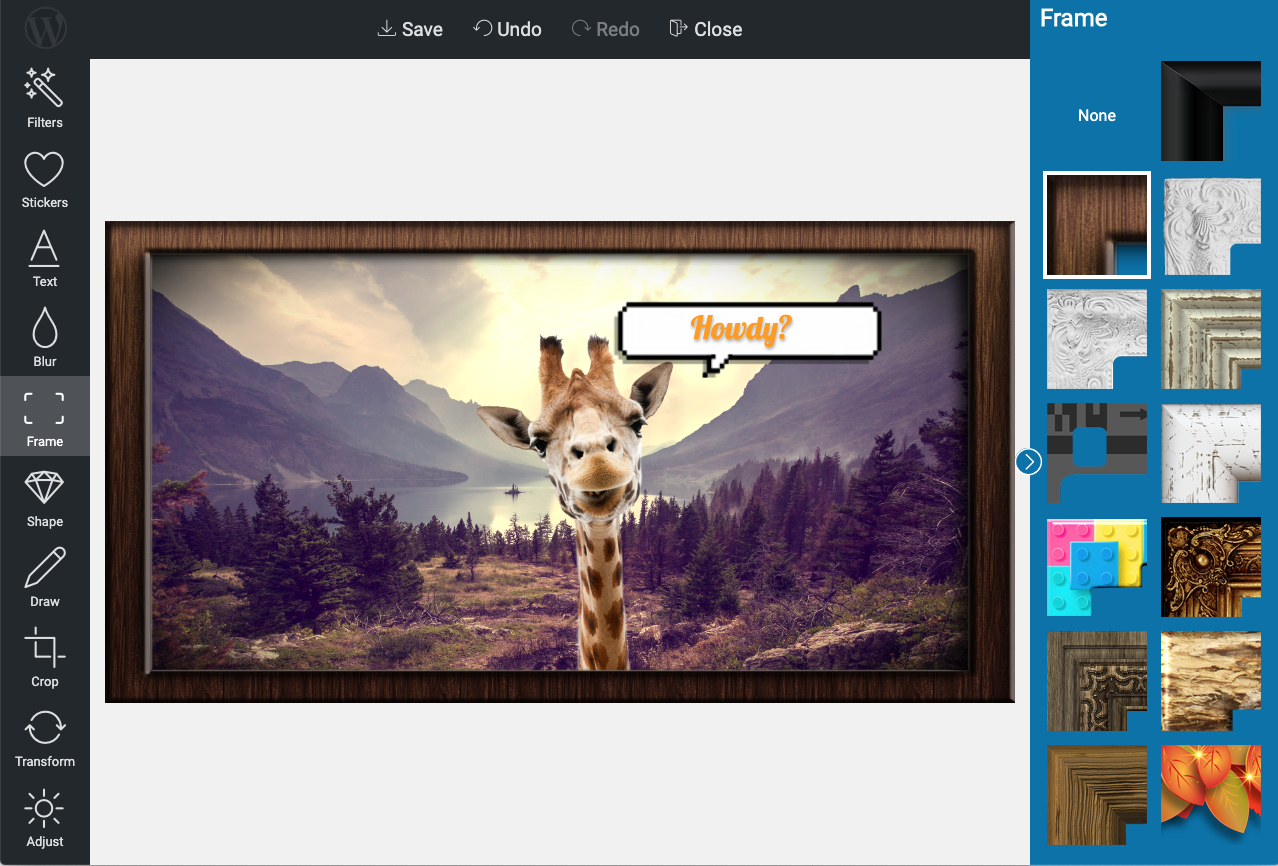 Save Undo Redo Close
Filters
Stickers
Text
Blur
Frame
Shape
Draw
Crop
Transform
Adjust
Howdy?
Frame
None